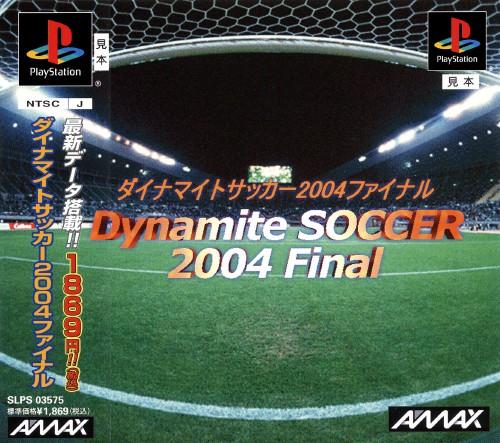 PlayStation
見本
NTSC J
最新データ搭載!!1869円!!(税込)
ダイナマイトサッカー2004ファイナル
SLPS 03575
標準価格¥1,869(税込)
AMAX
PlayStation
見本
ダイナマイトサッカー2004ファイナル
Dynamite SOCCER
2004 Final
AMAX